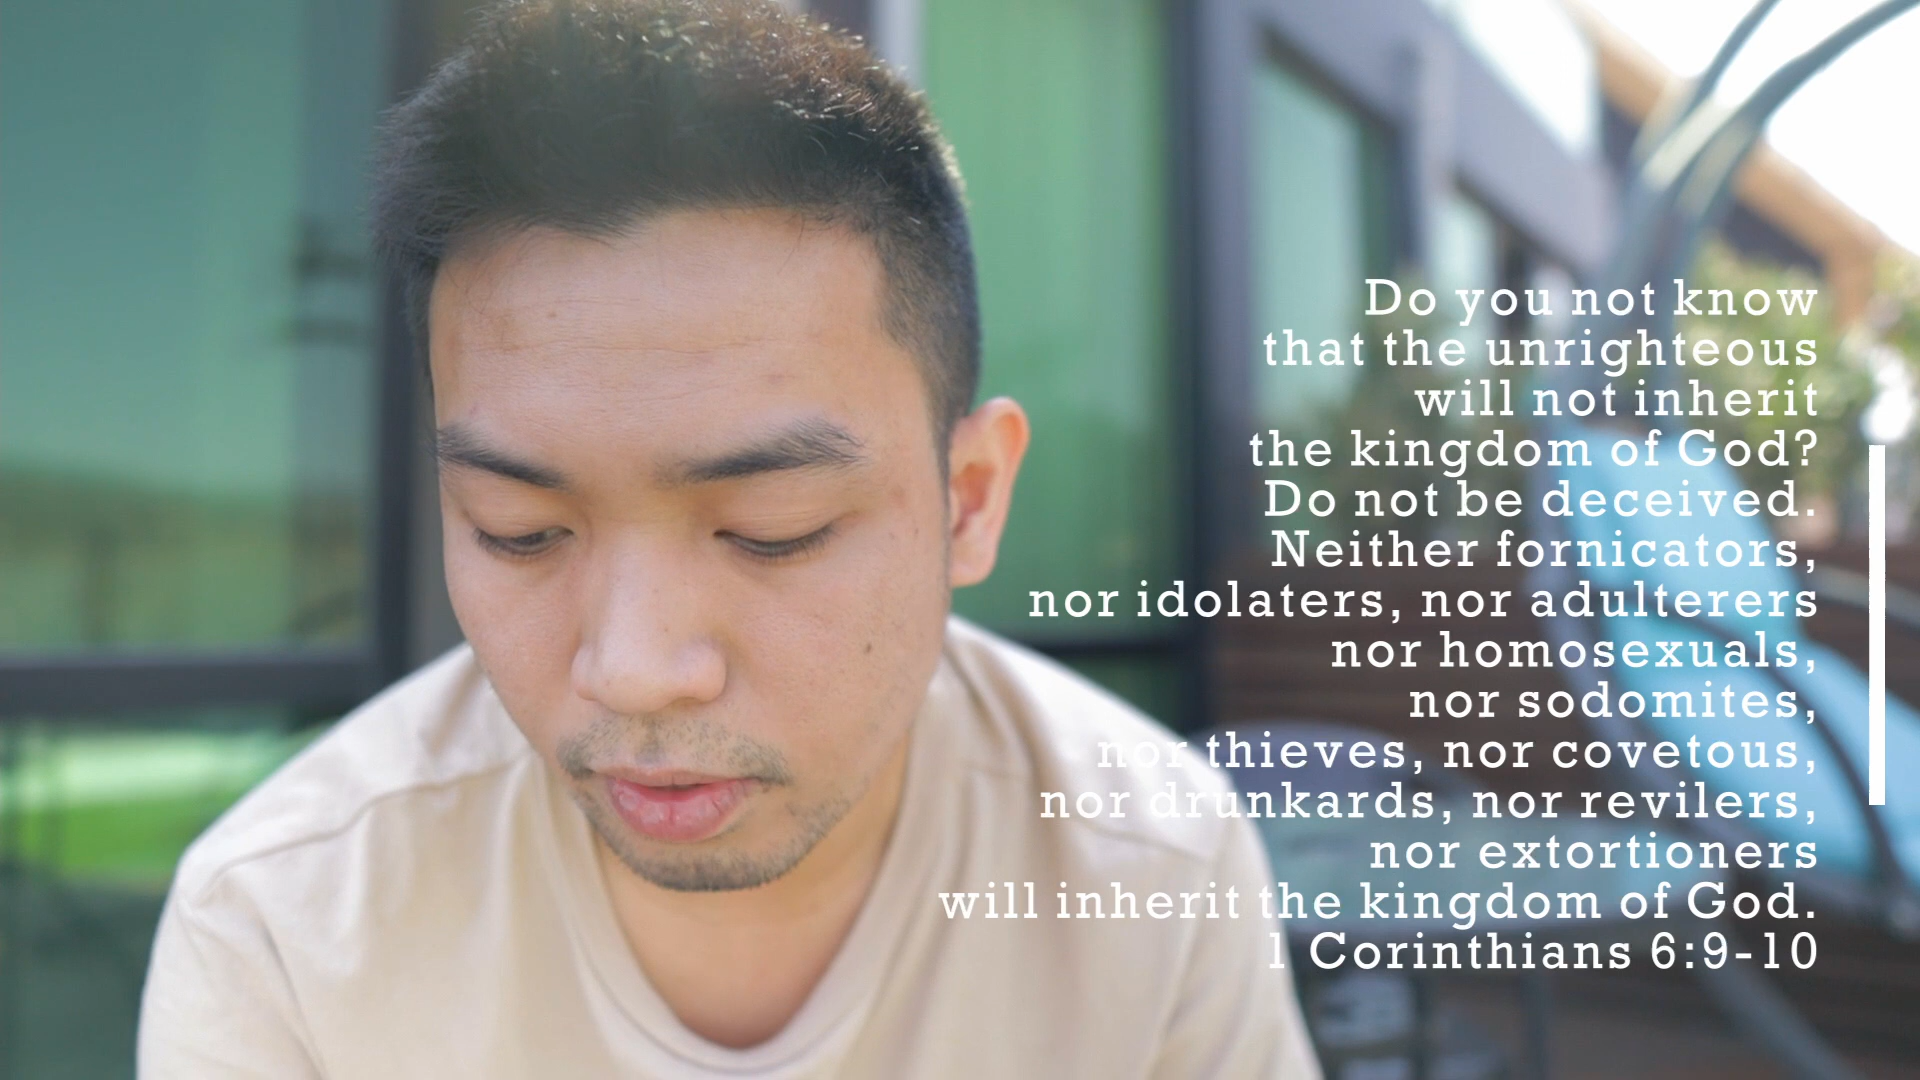 Do you not know
that the unrighteous
will not inherit
the kingdom of God?
Do not be deceived.
Neither fornicators,
nor idolaters, nor adulterers
nor homosexuals,
nor sodomites,
nor thieves, nor covetous,
nor drunkards, nor revilers,
nor extortioners
will inherit the kingdom of God.
1 Corinthians 6:9-10